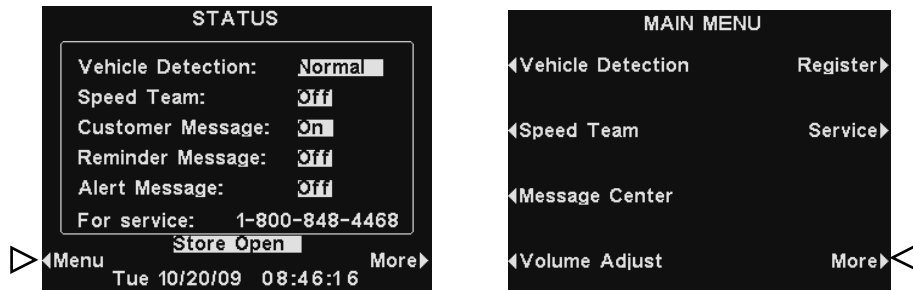 STATUS
Vehicle Detection: Normal
Speed Team: Off
Customer Message: On
Reminder Message: Off
Alert Message: Off
For service: 1-800-848-4468
Store Open
Menu More
Tue 10/20/09 08:46:16
MAIN MENU
Vehicle Detection Register
Speed Team Service
Message Center
Volume Adjust More